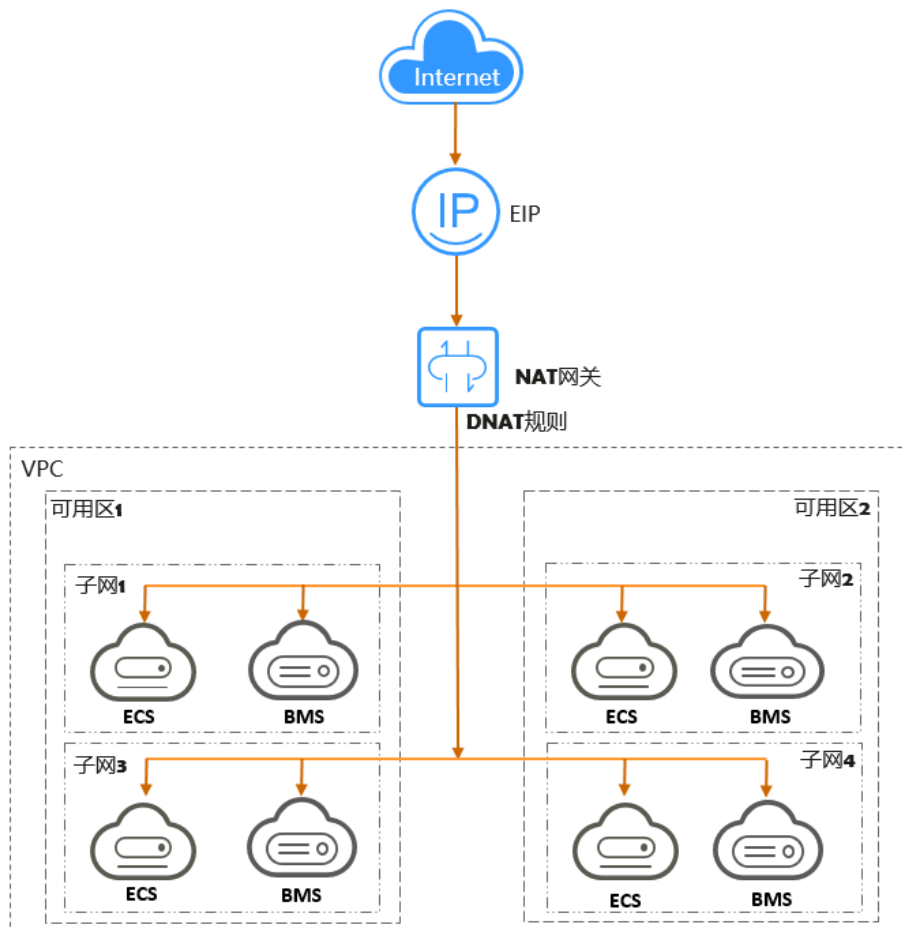 Internet
IP
EIP
NAT网关
DNAT规则
VPC
可用区1
可用区2
子网1
子网2
ECS
BMS
ECS
BMS
子网3
子网4
ECS
BMS
ECS
BMS